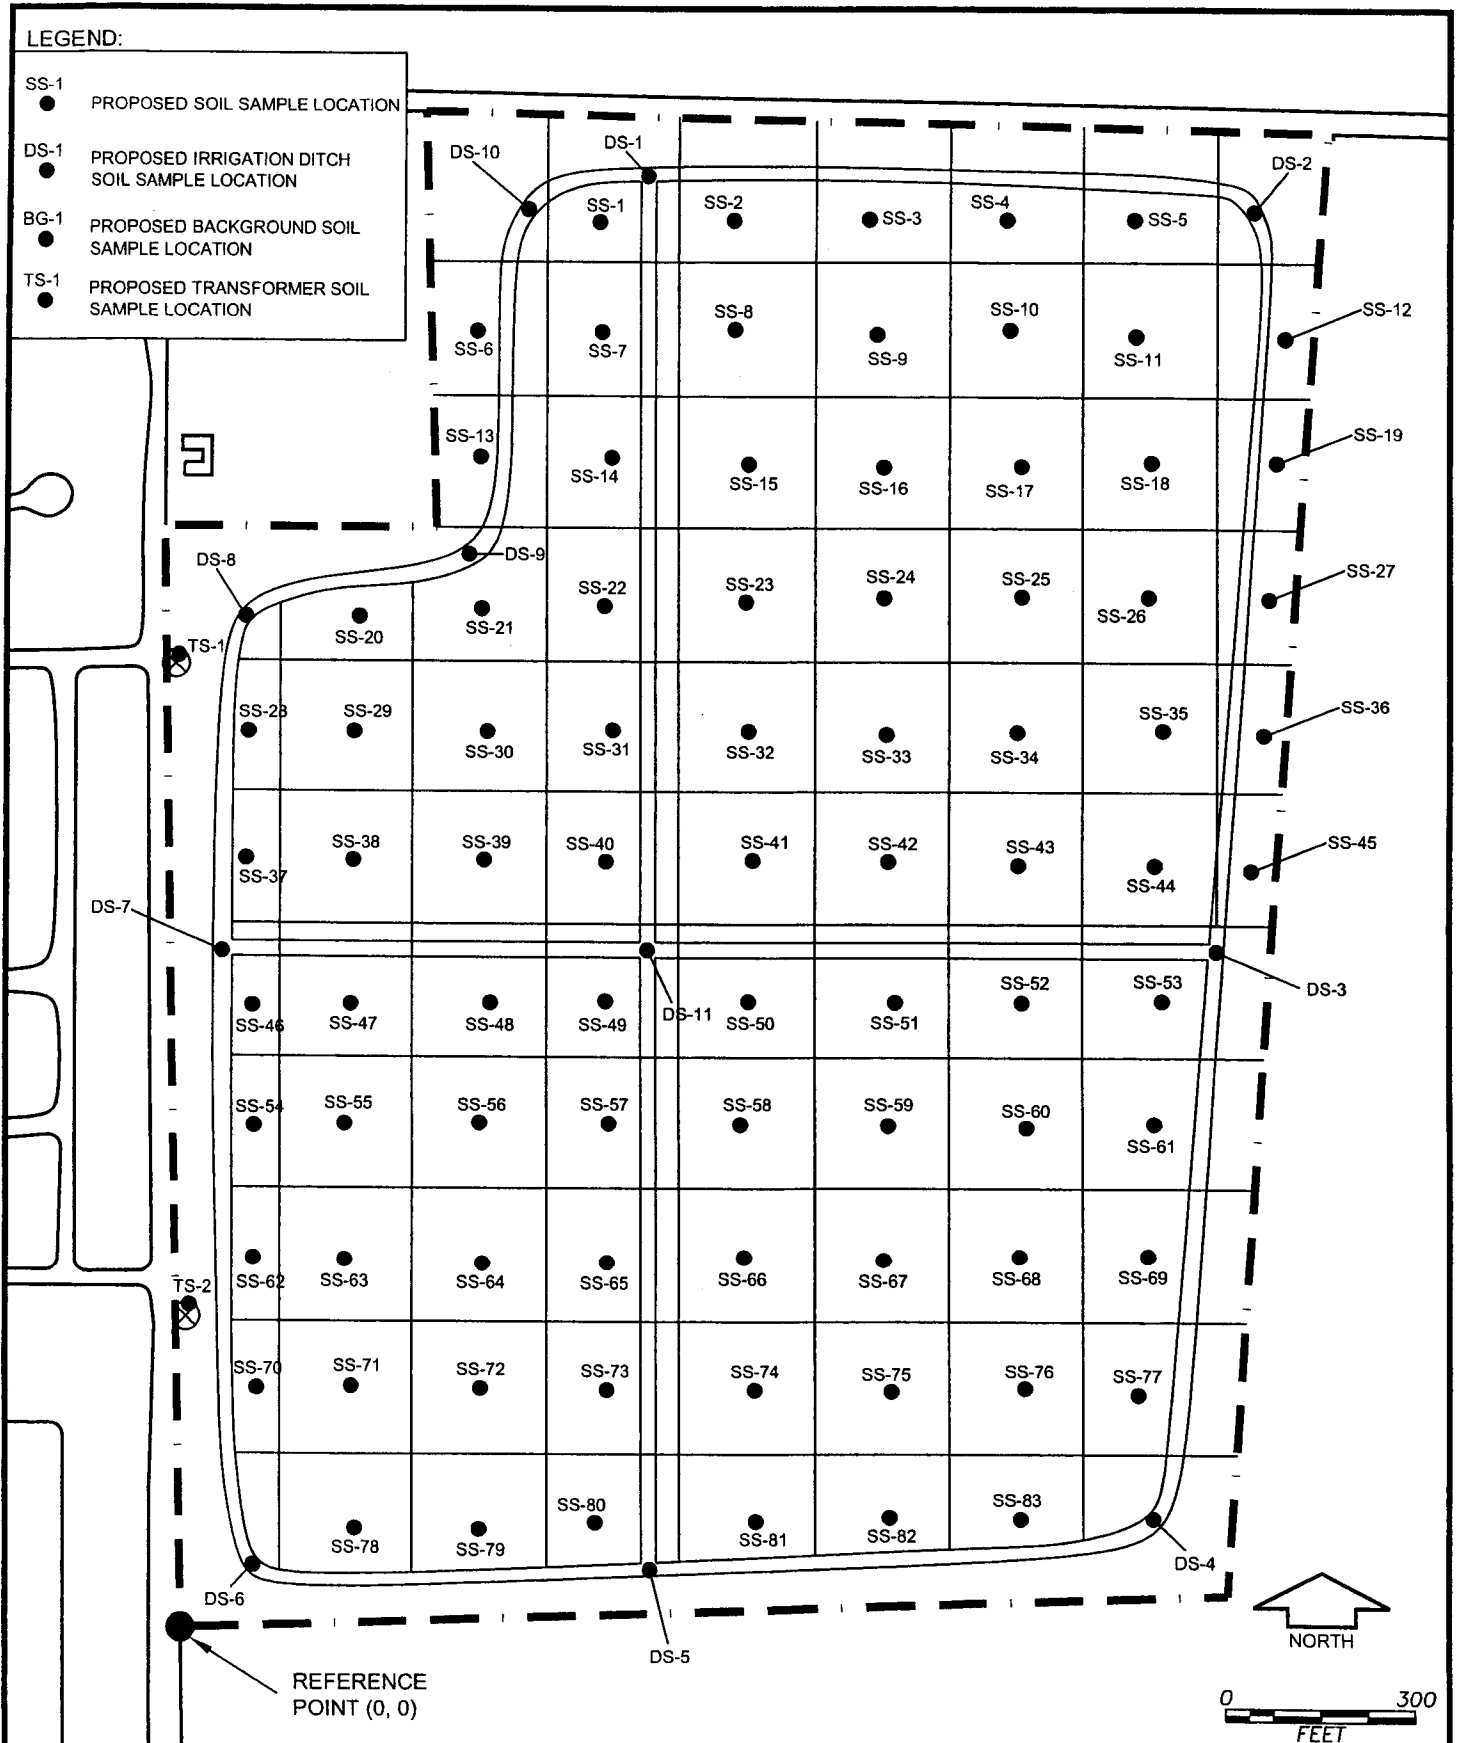 LEGEND:
SS-1
PROPOSED SOIL SAMPLE LOCATION
DS-1
PROPOSED IRRIGATION DITCH
SOIL SAMPLE LOCATION
BG-1
PROPOSED BACKGROUND SOIL
SAMPLE LOCATION
TS-1
PROPOSED TRANSFORMER SOIL
SAMPLE LOCATION
DS-10
DS-1
DS-2
SS-1
SS-2
SS-3
SS-4
SS-5
SS-6
SS-7
SS-8
SS-9
SS-10
SS-11
SS-12
SS-13
SS-14
SS-15
SS-16
SS-17
SS-18
SS-19
DS-8
DS-9
SS-20
SS-21
SS-22
SS-23
SS-24
SS-25
SS-26
SS-27
TS-1
SS-28
SS-29
SS-30
SS-31
SS-32
SS-33
SS-34
SS-35
SS-36
SS-37
SS-38
SS-39
SS-40
SS-41
SS-42
SS-43
SS-44
SS-45
DS-7
DS-11
DS-3
SS-46
SS-47
SS-48
SS-49
SS-50
SS-51
SS-52
SS-53
SS-54
SS-55
SS-56
SS-57
SS-58
SS-59
SS-60
SS-61
SS-62
SS-63
SS-64
SS-65
SS-66
SS-67
SS-68
SS-69
TS-2
SS-70
SS-71
SS-72
SS-73
SS-74
SS-75
SS-76
SS-77
SS-78
SS-79
SS-80
SS-81
SS-82
SS-83
DS-6
DS-5
DS-4
REFERENCE
POINT (0, 0)
NORTH
0 300
FEET